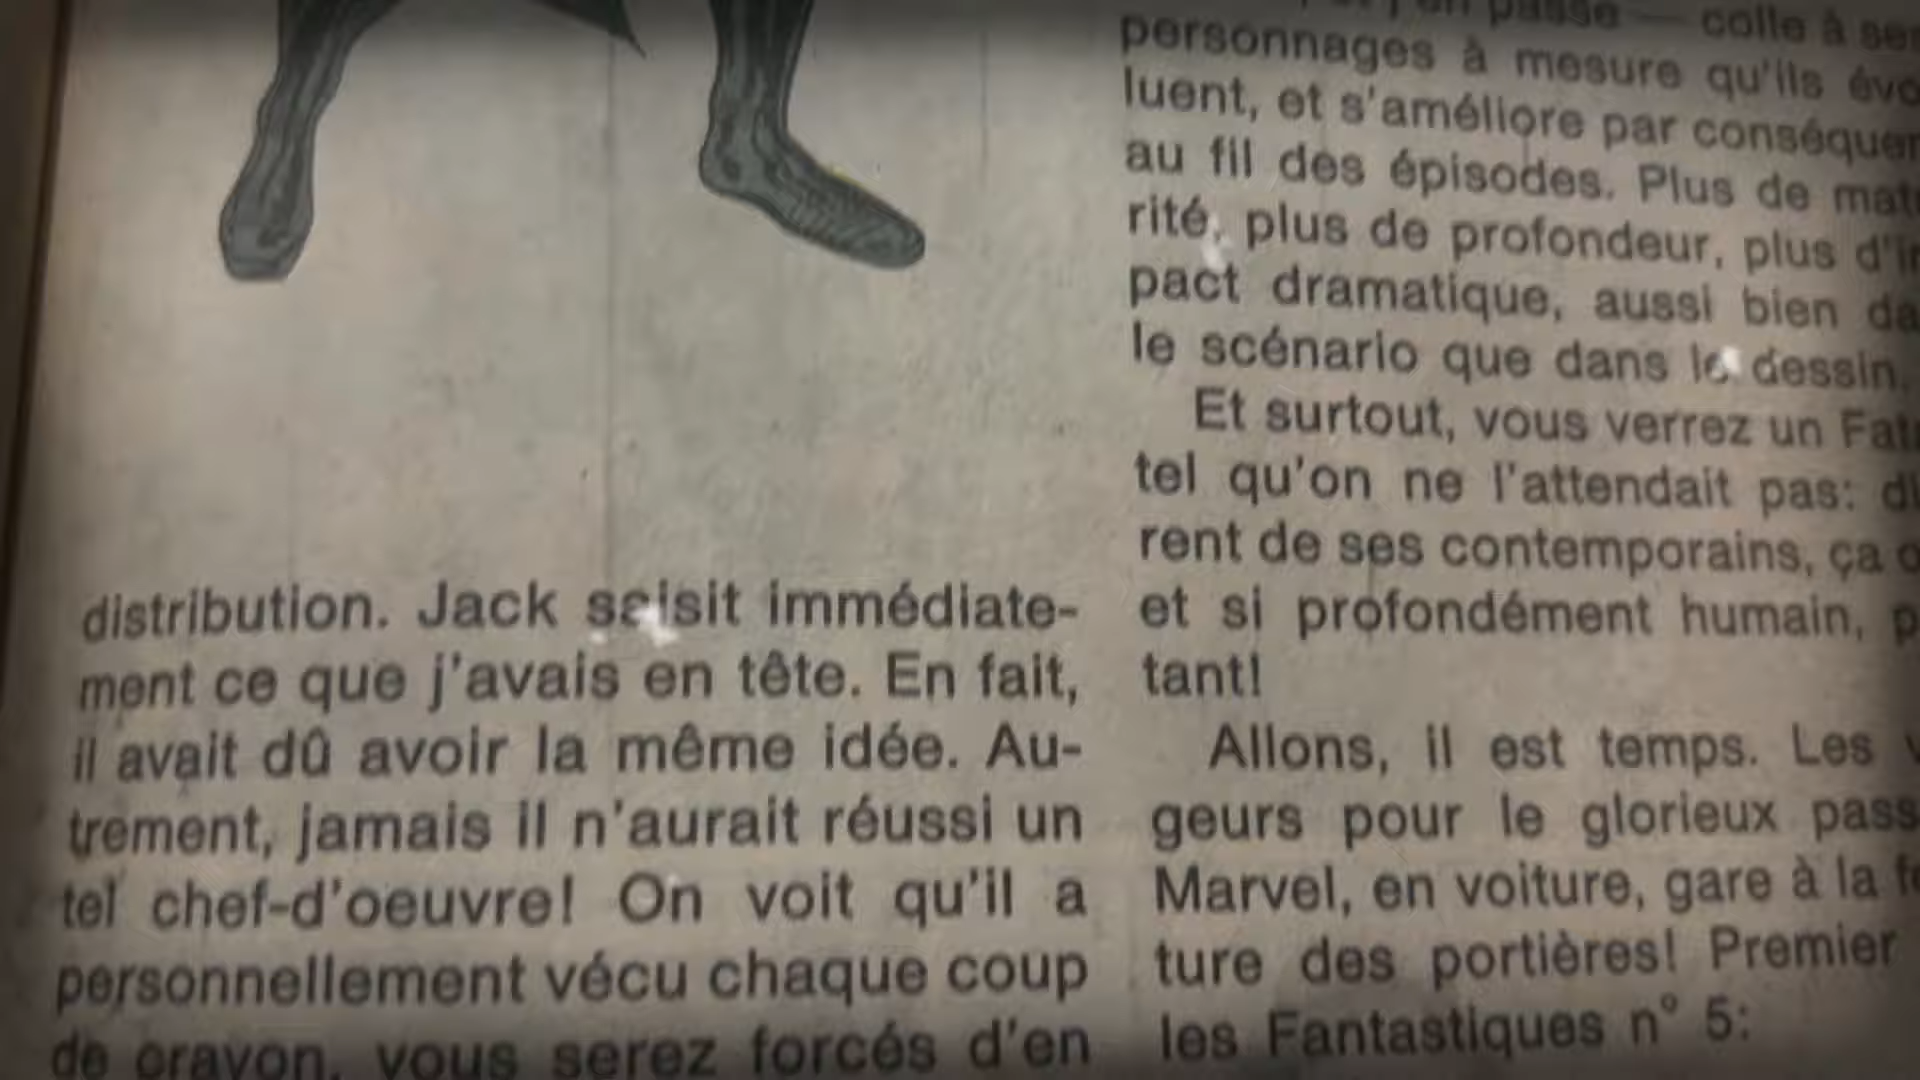 distribution. Jack saisit immédiate-
ment ce que j'avais en tête. En fait,
il avait dû avoir la même idée. Au-
trement, jamais il n'aurait réussi un
tel chef-d'oeuvre! On voit qu'il a
personnellement vécu chaque coup
de crayon, vous serez forcés d'en
passe — colle à se
personnages à mesure qu'ils évo
luent, et s'améliore par conséquen
au fil des épisodes. Plus de mat
rité, plus de profondeur, plus d'i
pact dramatique, aussi bien da
le scénario que dans le dessin.
Et surtout, vous verrez un Fat
tel qu'on ne l'attendait pas: di
rent de ses contemporains, ça
et si profondément humain, p
tant!
Allons, il est temps. Les
geurs pour le glorieux pass
Marvel, en voiture, gare à la f
ture des portières! Premier
les Fantastiques n° 5: